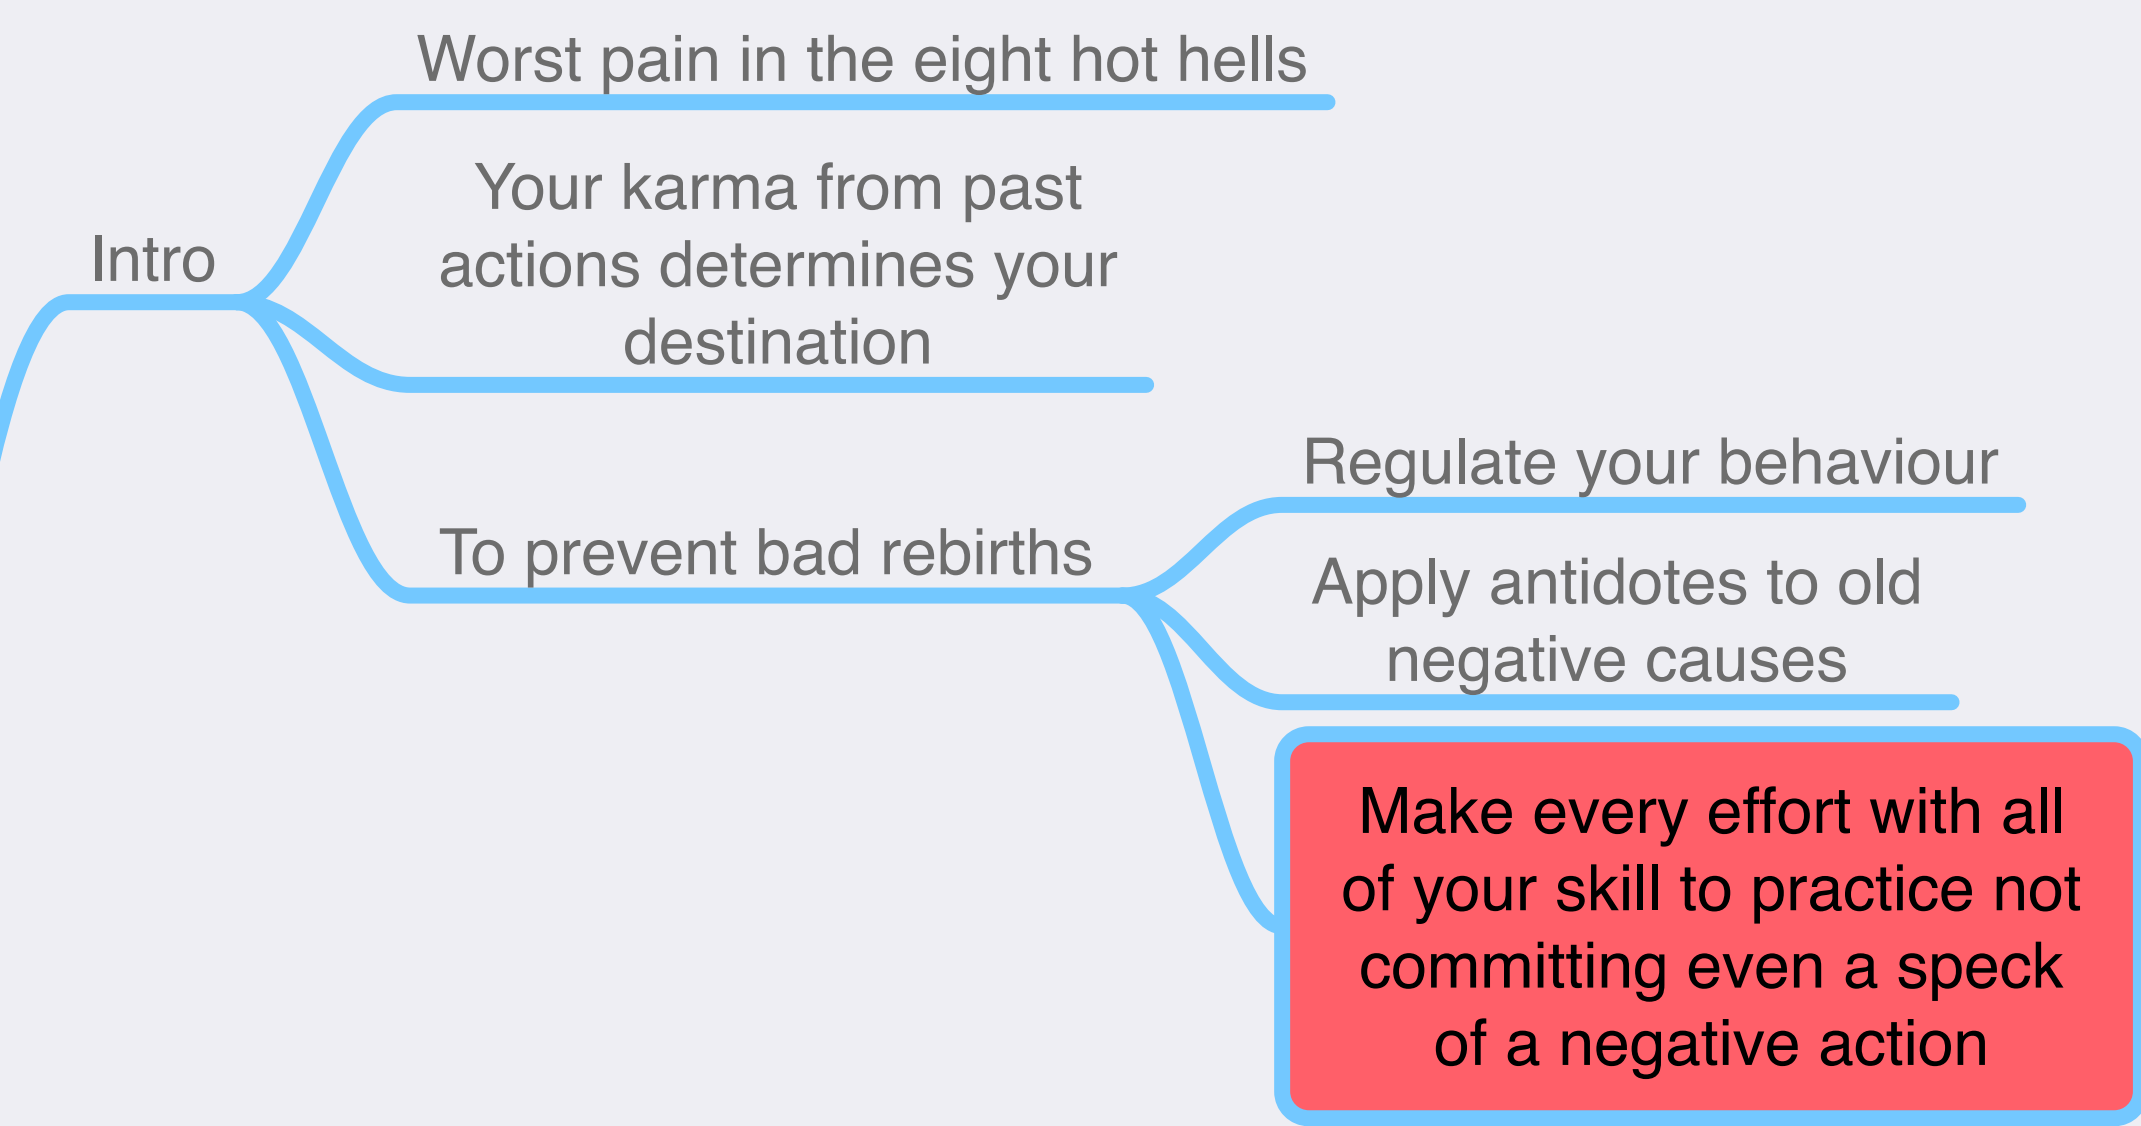 Worst pain in the eight hot hells
Your karma from past
actions determines your
destination
Intro
To prevent bad rebirths
Regulate your behaviour
Apply antidotes to old
negative causes
Make every effort with all
of your skill to practice not
committing even a speck
of a negative action